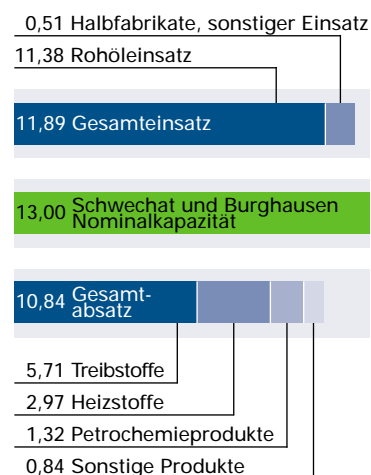 0,51 Halbfabrikate, sonstiger Einsatz
11,38 Rohöleinsatz
11,89 Gesamteinsatz
13,00 Schwechat und Burghausen
Nominalkapazität
10,84 Gesamt-
absatz
5,71 Treibstoffe
2,97 Heizstoffe
1,32 Petrochemieprodukte
0,84 Sonstige Produkte